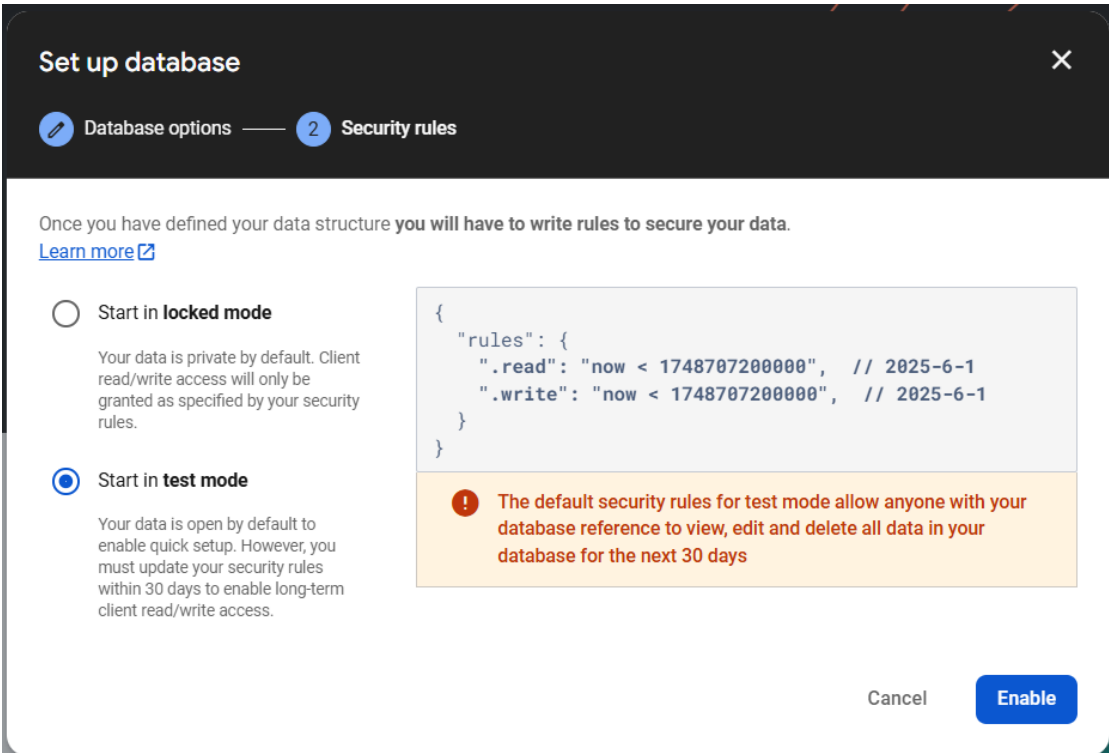 Set up database
Database options
2 Security rules
Once you have defined your data structure you will have to write rules to secure your data.
Learn more
Start in locked mode
Your data is private by default. Client
read/write access will only be
granted as specified by your security
rules.
Start in test mode
Your data is open by default to
enable quick setup. However, you
must update your security rules
within 30 days to enable long-term
client read/write access.
{
"rules": {
".read": "now < 1748707200000", // 2025-6-1
".write": "now < 1748707200000", // 2025-6-1
}
}
The default security rules for test mode allow anyone with your
database reference to view, edit and delete all data in your
database for the next 30 days
Cancel
Enable